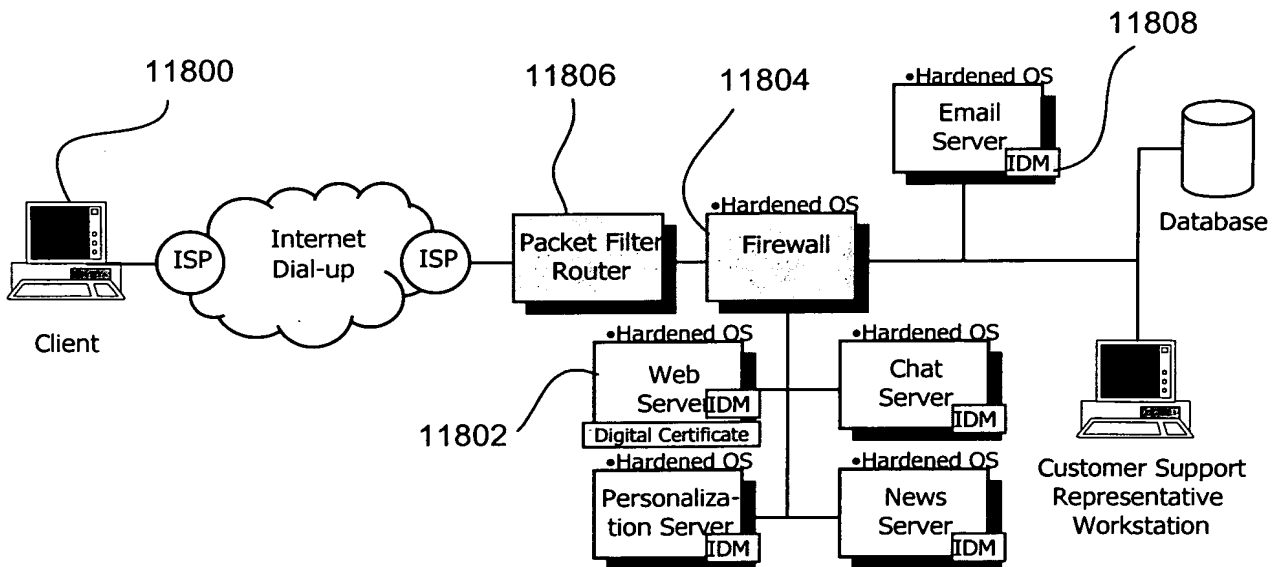 11800
11806
11804
11808
•Hardened OS
Email
Server
IDM
Database
ISP
Internet
Dial-up
ISP
Packet Filter
Router
•Hardened OS
Firewall
Client
•Hardened OS
Web
Server
IDM
Digital Certificate
11802
•Hardened OS
Chat
Server
IDM
•Hardened OS
Personaliza-
tion Server
IDM
•Hardened OS
News
Server
IDM
Customer Support
Representative
Workstation